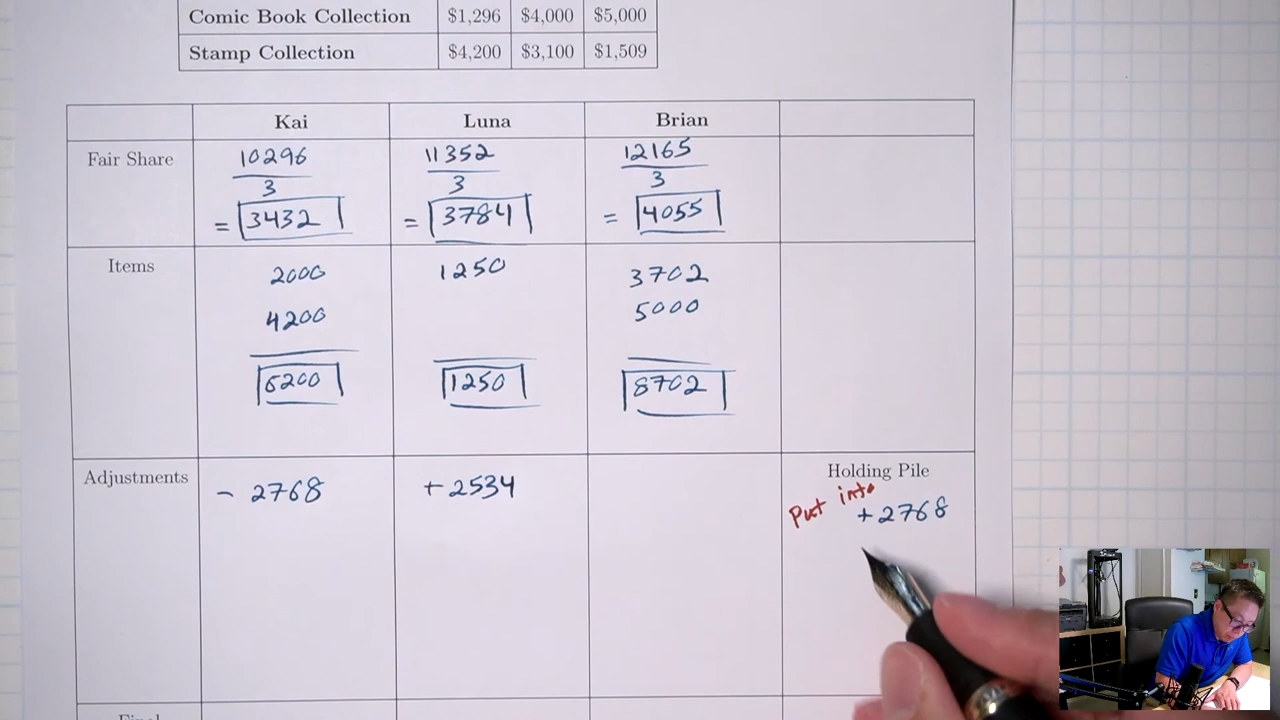 Comic Book Collection $1,296 $4,000 $5,000
Stamp Collection $4,200 $3,100 $1,509
Kai Luna Brian
Fair Share 10296 11352 12165
3 3 3
= 3432 = 3784 = 4055
Items 2000 1250 3702
4200 5000
6200 1250 8702
Adjustments - 2768 +2534 Holding Pile
Put into +2768